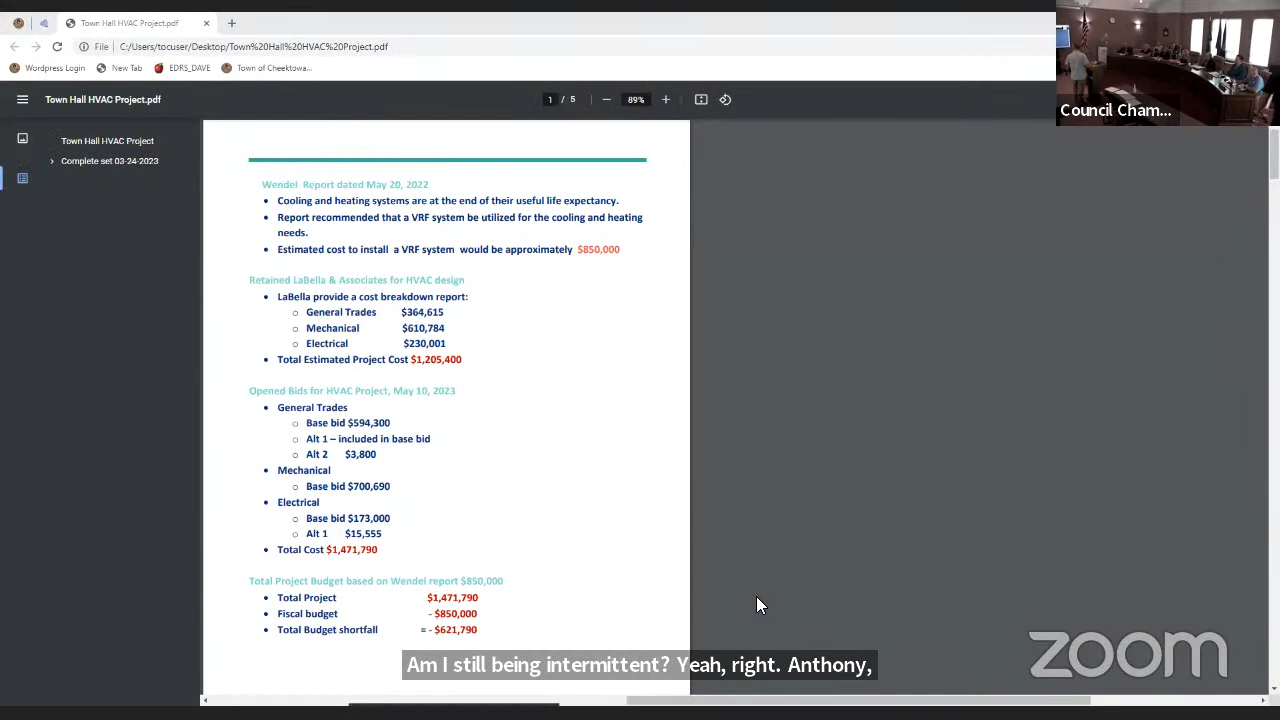 Town Hall HVAC Project.pdf
File C:/Users/tocuser/Desktop/Town%20Hall%20HVAC%20Project.pdf
Wordpress Login New Tab EDRS_DAVE Town of Cheektowa...
Town Hall HVAC Project.pdf 1 / 5 89%
Council Cham...
Town Hall HVAC Project
Complete set 03-24-2023
Wendel Report dated May 20, 2022
• Cooling and heating systems are at the end of their useful life expectancy.
• Report recommended that a VRF system be utilized for the cooling and heating
needs.
• Estimated cost to install a VRF system would be approximately $850,000
Retained LaBella & Associates for HVAC design
• LaBella provide a cost breakdown report:
○ General Trades $364,615
○ Mechanical $610,784
○ Electrical $230,001
• Total Estimated Project Cost $1,205,400
Opened Bids for HVAC Project, May 10, 2023
• General Trades
○ Base bid $594,300
○ Alt 1 – included in base bid
○ Alt 2 $3,800
• Mechanical
○ Base bid $700,690
• Electrical
○ Base bid $173,000
○ Alt 1 $15,555
• Total Cost $1,471,790
Total Project Budget based on Wendel report $850,000
• Total Project $1,471,790
• Fiscal budget - $850,000
• Total Budget shortfall = - $621,790
Am I still being intermittent? Yeah, right. Anthony,
zoom